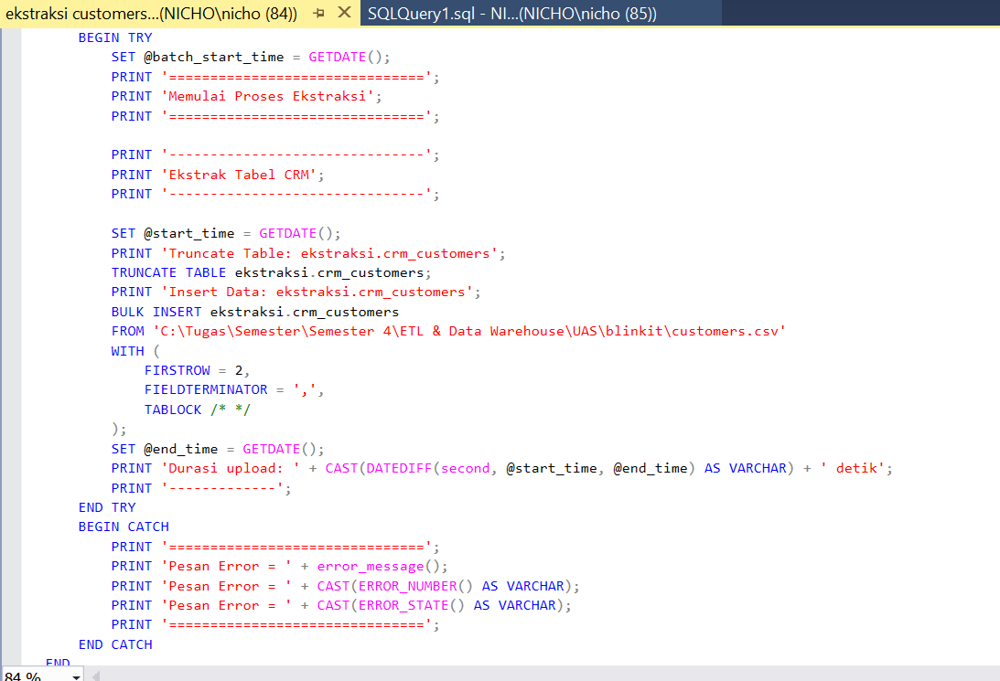 ekstraksi customers...(NICHO\nicho (84)) SQLQuery1.sql - NI...(NICHO\nicho (85))
BEGIN TRY
SET @batch_start_time = GETDATE();
PRINT '===============================';
PRINT 'Memulai Proses Ekstraksi';
PRINT '===============================';
PRINT '-------------------------------';
PRINT 'Ekstrak Tabel CRM';
PRINT '-------------------------------';
SET @start_time = GETDATE();
PRINT 'Truncate Table: ekstraksi.crm_customers';
TRUNCATE TABLE ekstraksi.crm_customers;
PRINT 'Insert Data: ekstraksi.crm_customers';
BULK INSERT ekstraksi.crm_customers
FROM 'C:\Tugas\Semester\Semester 4\ETL & Data Warehouse\UAS\blinkit\customers.csv'
WITH (
FIRSTROW = 2,
FIELDTERMINATOR = ',',
TABLOCK /* */
);
SET @end_time = GETDATE();
PRINT 'Durasi upload: ' + CAST(DATEDIFF(second, @start_time, @end_time) AS VARCHAR) + ' detik';
PRINT '-------------';
END TRY
BEGIN CATCH
PRINT '===============================';
PRINT 'Pesan Error = ' + error_message();
PRINT 'Pesan Error = ' + CAST(ERROR_NUMBER() AS VARCHAR);
PRINT 'Pesan Error = ' + CAST(ERROR_STATE() AS VARCHAR);
PRINT '===============================';
END CATCH
END
84 %